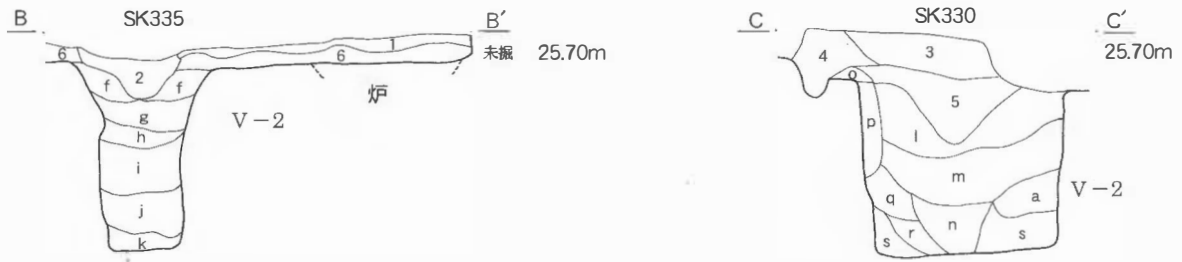 B SK335 B′
未掘 25.70m
6 2 1 6
f f
炉
g
V-2
h
i
j
k
C SK330 C′
25.70m
4 3
o
5
p
l
m
V-2
q a
n
r
s s